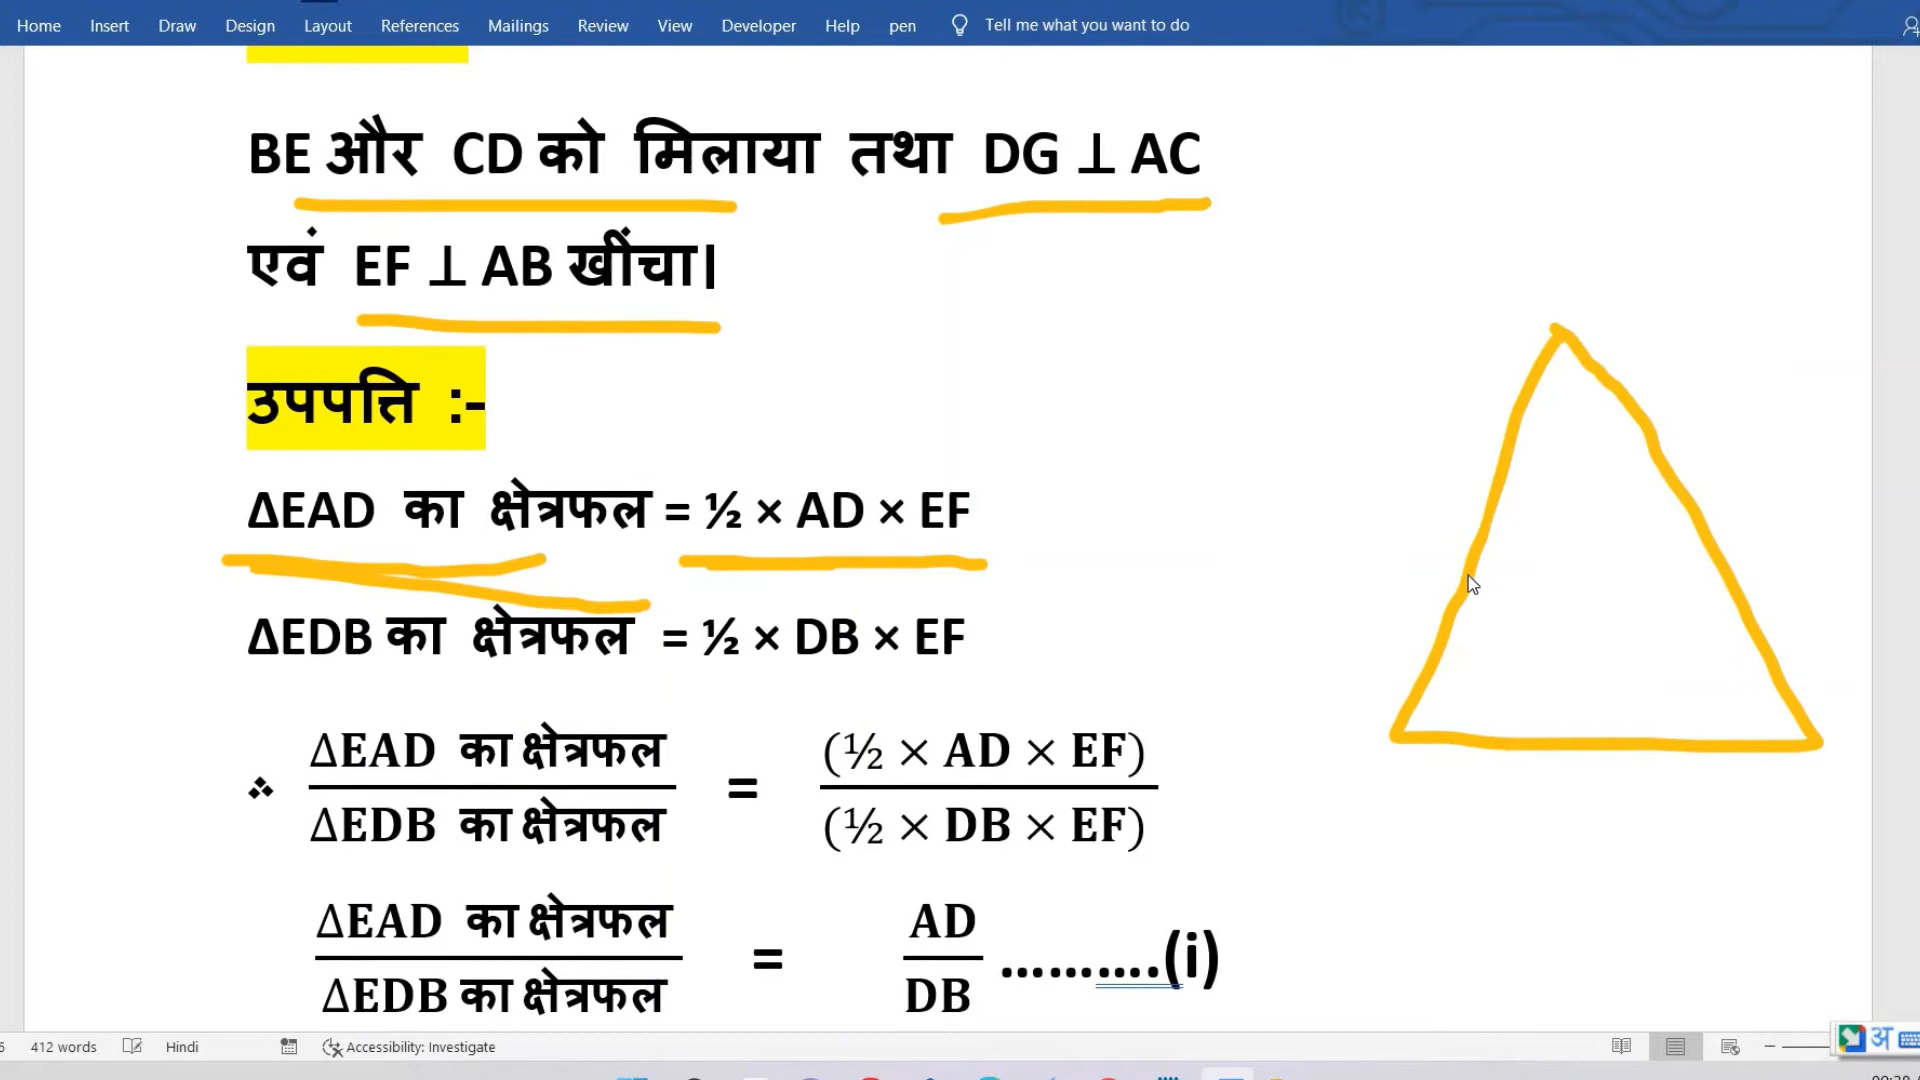 Home Insert Draw Design Layout References Mailings Review View Developer Help pen Tell me what you want to do
BE और CD को मिलाया तथा DG ⊥ AC
एवं EF ⊥ AB खींचा।
उपपत्ति :-
ΔEAD का क्षेत्रफल = ½ × AD × EF
ΔEDB का क्षेत्रफल = ½ × DB × EF
ΔEAD का क्षेत्रफल = (½ × AD × EF)
ΔEDB का क्षेत्रफल (½ × DB × EF)
ΔEAD का क्षेत्रफल = AD ..........(i)
ΔEDB का क्षेत्रफल DB
412 words Hindi Accessibility: Investigate अ